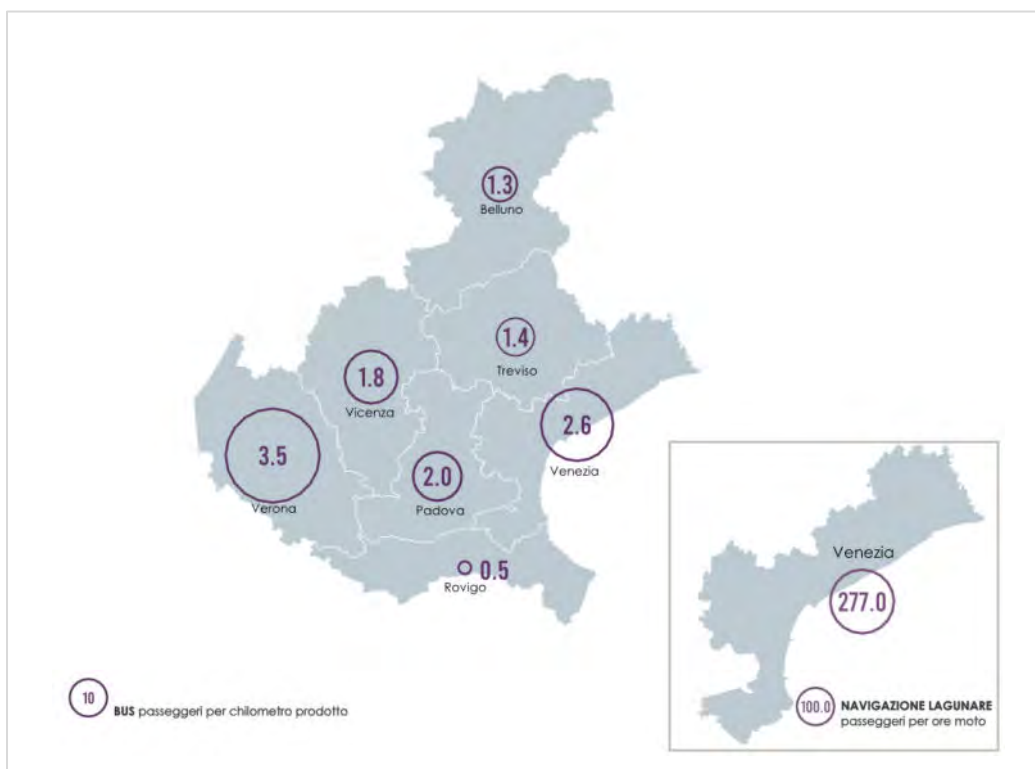 1.3
Belluno
1.4
Treviso
1.8
Vicenza
2.6
Venezia
3.5
Verona
2.0
Padova
0.5
Rovigo
Venezia
277.0
10
BUS passeggeri per chilometro prodotto
100.0
NAVIGAZIONE LAGUNARE
passeggeri per ore moto